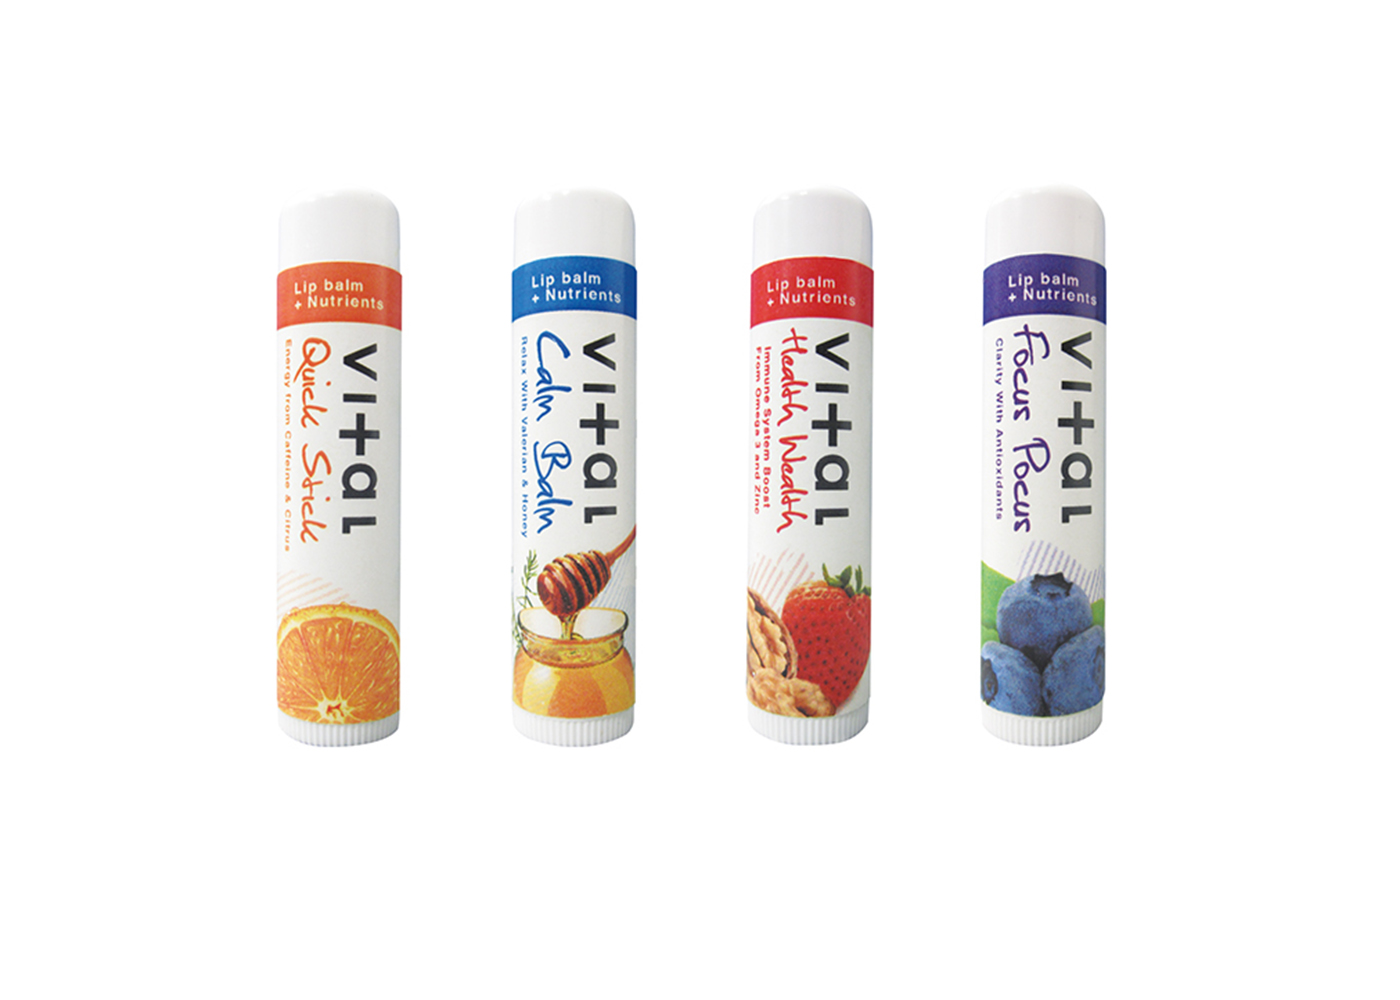 Lip balm
+ Nutrients
vital
Quick Stick
Energy from Caffeine & Citrus
Lip balm
+ Nutrients
vital
Calm Balm
Relax With Valerian & Honey
Lip balm
+ Nutrients
vital
Health Wealth
Immune System Boost
From Omega 3 and Zinc
Lip balm
+ Nutrients
vital
Focus Pocus
Clarity With Antioxidants